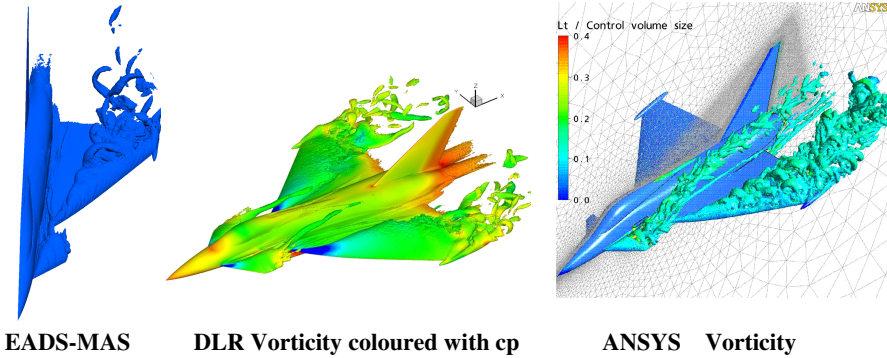 ANSYS
Lt / Control volume size
0.4
0.3
0.2
0.1
0.0
Z
Y
X
EADS-MAS
DLR Vorticity coloured with cp
ANSYS Vorticity